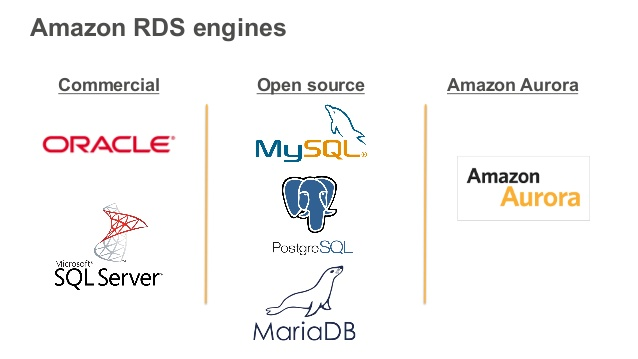 Amazon RDS engines
Commercial
Open source
Amazon Aurora
ORACLE®
MySQL
Amazon
Aurora
PostgreSQL
Microsoft®
SQL Server
MariaDB